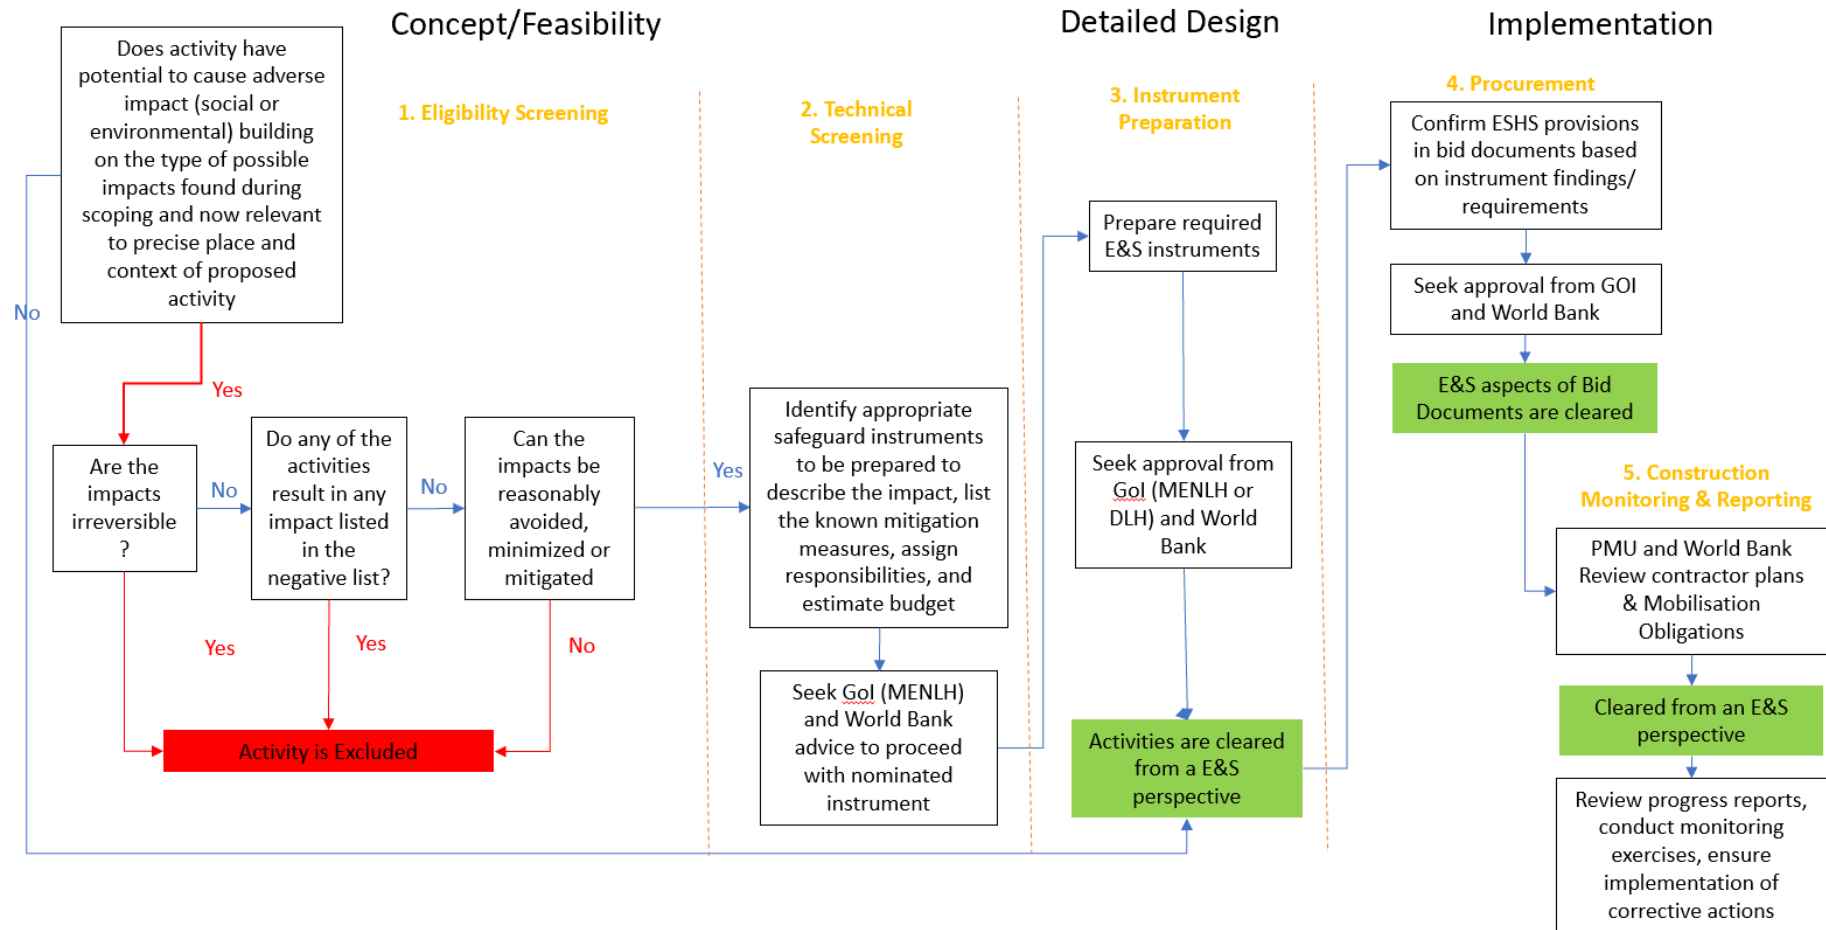 Concept/Feasibility
Detailed Design
Implementation
Does activity have
potential to cause adverse
impact (social or
environmental) building
on the type of possible
impacts found during
scoping and now relevant
to precise place and
context of proposed
activity
No
Yes
1. Eligibility Screening
Are the
impacts
irreversible
?
No
Do any of the
activities
result in any
impact listed
in the
negative list?
No
Can the
impacts be
reasonably
avoided,
minimized or
mitigated
Yes
Yes
Yes
No
Activity is Excluded
2. Technical
Screening
Identify appropriate
safeguard instruments
to be prepared to
describe the impact, list
the known mitigation
measures, assign
responsibilities, and
estimate budget
Seek GoI (MENLH)
and World Bank
advice to proceed
with nominated
instrument
3. Instrument
Preparation
Prepare required
E&S instruments
Seek approval from
GoI (MENLH or
DLH) and World
Bank
Activities are cleared
from a E&S
perspective
4. Procurement
Confirm ESHS provisions
in bid documents based
on instrument findings/
requirements
Seek approval from GOI
and World Bank
E&S aspects of Bid
Documents are cleared
5. Construction
Monitoring & Reporting
PMU and World Bank
Review contractor plans
& Mobilisation
Obligations
Cleared from an E&S
perspective
Review progress reports,
conduct monitoring
exercises, ensure
implementation of
corrective actions